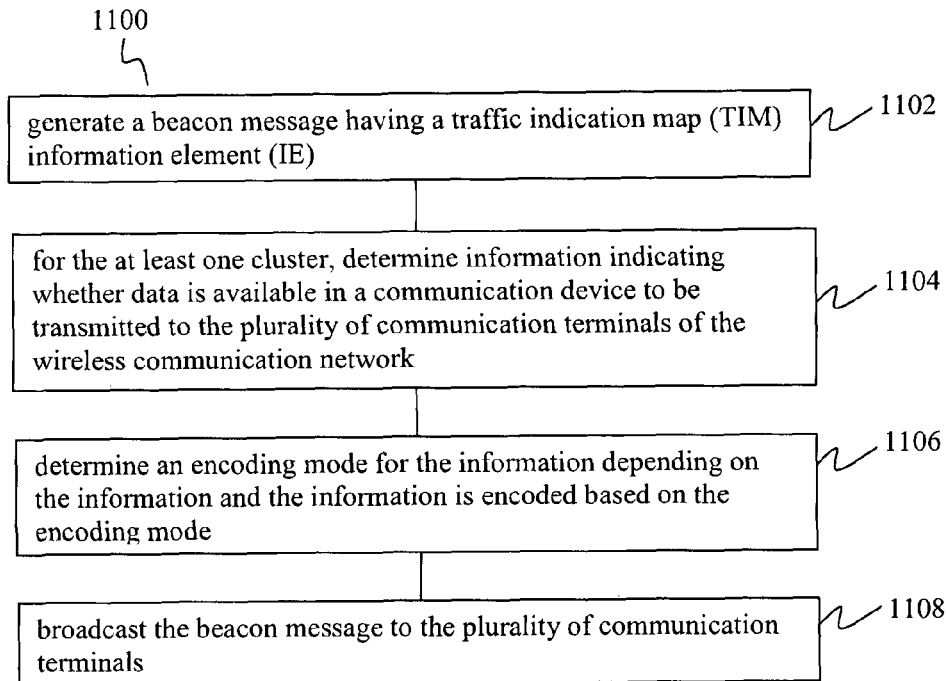 1100
generate a beacon message having a traffic indication map (TIM)
information element (IE)
1102
for the at least one cluster, determine information indicating
whether data is available in a communication device to be
transmitted to the plurality of communication terminals of the
wireless communication network
1104
determine an encoding mode for the information depending on
the information and the information is encoded based on the
encoding mode
1106
broadcast the beacon message to the plurality of communication
terminals
1108